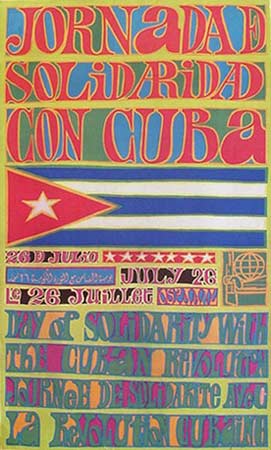 JORNADA DE
SOLIDARIDAD
CON CUBA
26 D JULIO
JULY 26
LE 26 JUILLET OSPAAAL
DAY OF SOLIDARITY WITH
THE CUBAN REVOLUTION
JOURNEE DE SOLIDARITE AVEC
LA REVOLUTION CUBAINE